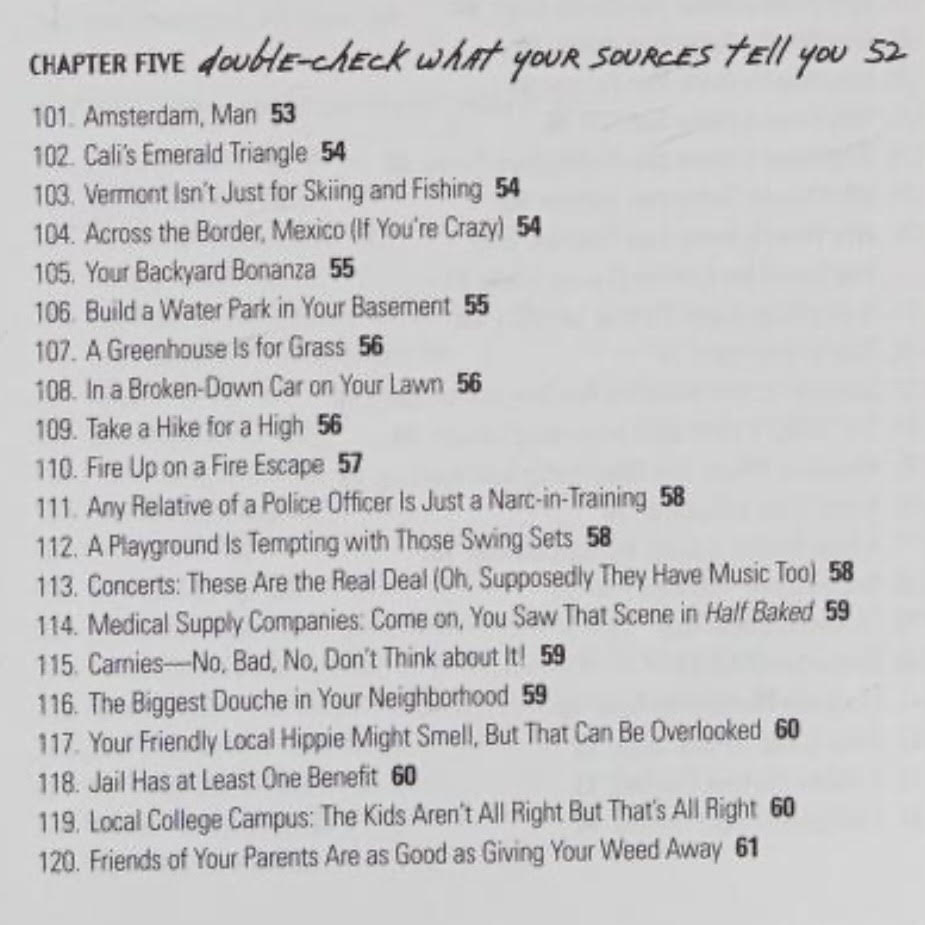 CHAPTER FIVE double-check what your sources tell you 52
101. Amsterdam, Man 53
102. Cali's Emerald Triangle 54
103. Vermont Isn't Just for Skiing and Fishing 54
104. Across the Border, Mexico (If You're Crazy) 54
105. Your Backyard Bonanza 55
106. Build a Water Park in Your Basement 55
107. A Greenhouse Is for Grass 56
108. In a Broken-Down Car on Your Lawn 56
109. Take a Hike for a High 56
110. Fire Up on a Fire Escape 57
111. Any Relative of a Police Officer Is Just a Narc-in-Training 58
112. A Playground Is Tempting with Those Swing Sets 58
113. Concerts: These Are the Real Deal (Oh, Supposedly They Have Music Too) 58
114. Medical Supply Companies: Come on, You Saw That Scene in Half Baked 59
115. Carnies—No, Bad, No, Don't Think about It! 59
116. The Biggest Douche in Your Neighborhood 59
117. Your Friendly Local Hippie Might Smell, But That Can Be Overlooked 60
118. Jail Has at Least One Benefit 60
119. Local College Campus: The Kids Aren't All Right But That's All Right 60
120. Friends of Your Parents Are as Good as Giving Your Weed Away 61